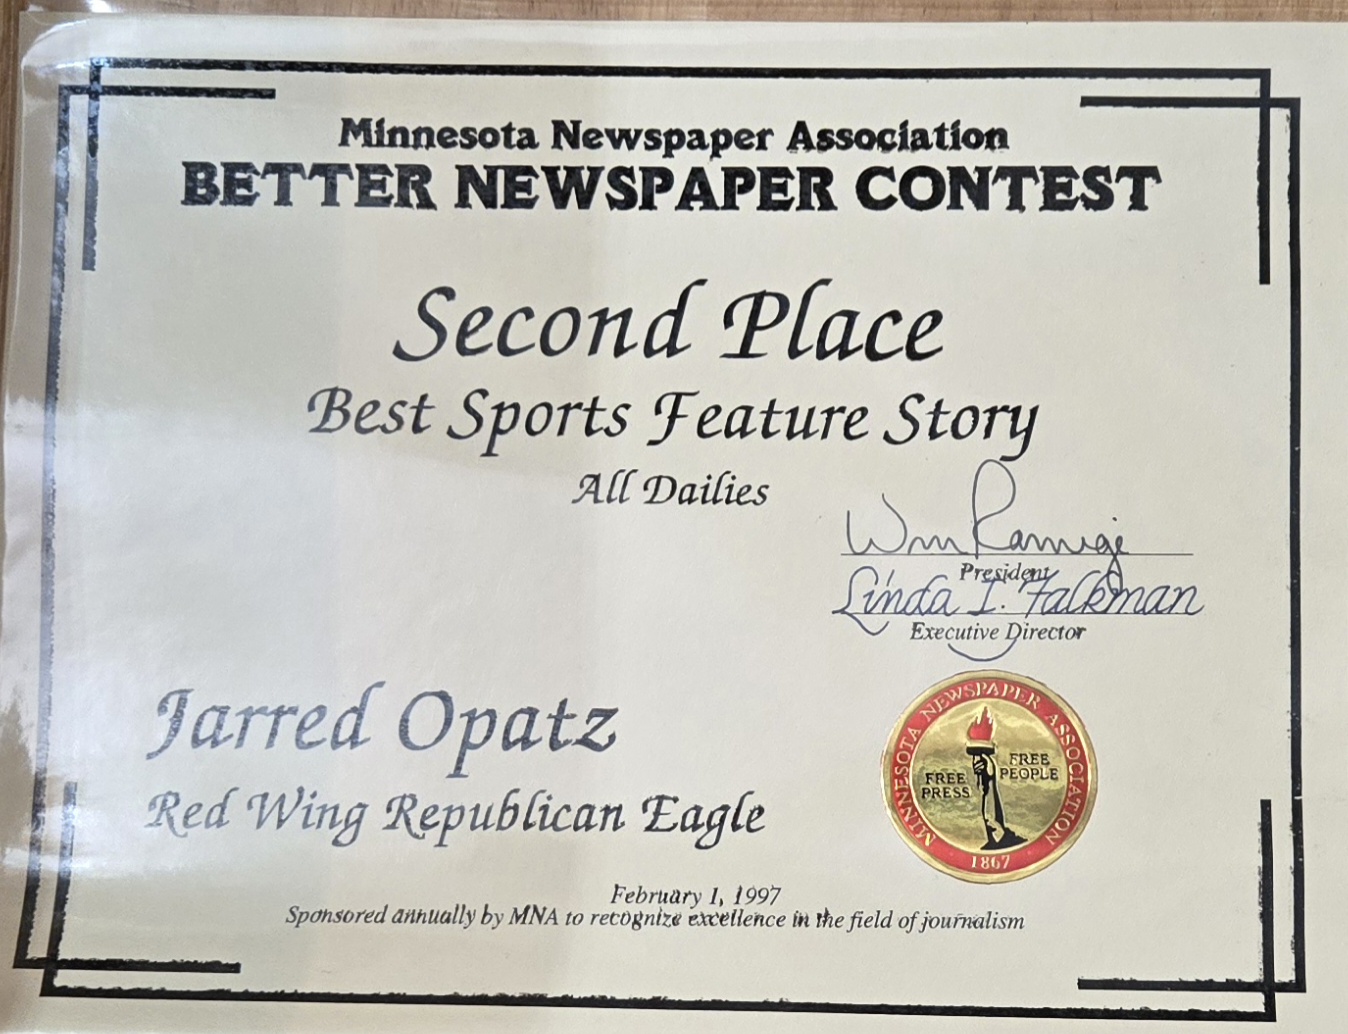 Minnesota Newspaper Association
BETTER NEWSPAPER CONTEST
Second Place
Best Sports Feature Story
All Dailies
Wm Ramige
President
Linda I. Falkman
Executive Director
Jarred Opatz
Red Wing Republican Eagle
MINNESOTA NEWSPAPER ASSOCIATION
FREE PRESS
FREE PEOPLE
1867
February 1, 1997
Sponsored annually by MNA to recognize excellence in the field of journalism